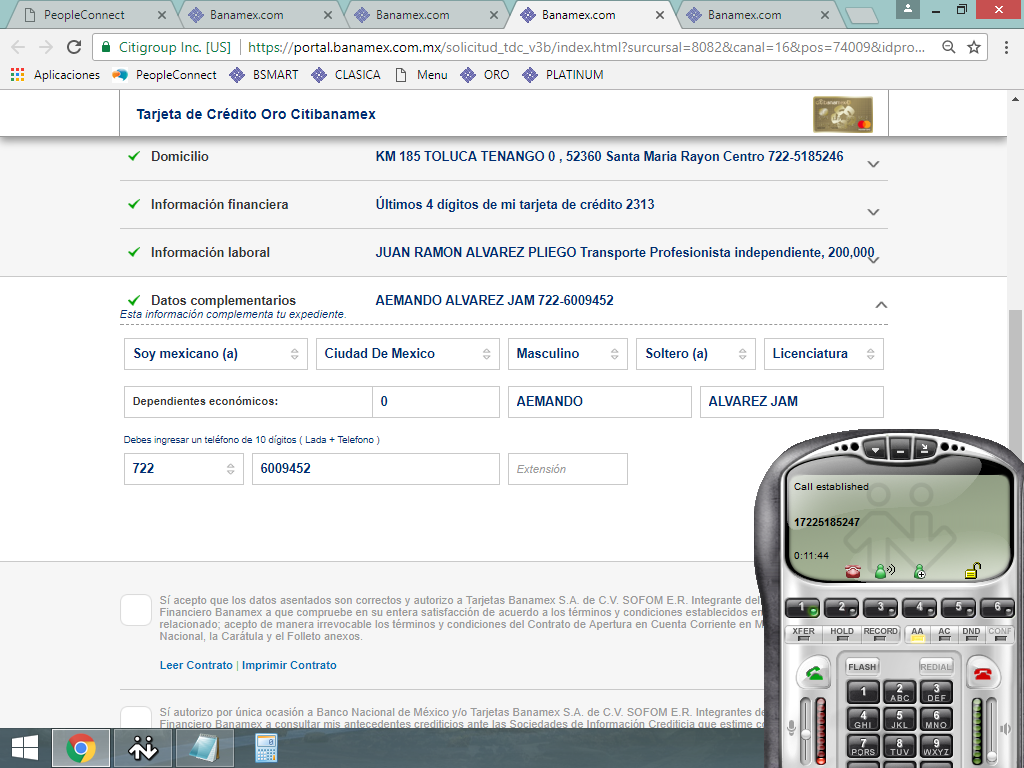 PeopleConnect
Banamex.com
Banamex.com
Banamex.com
Banamex.com
Citigroup Inc. [US]
https://portal.banamex.com.mx/solicitud_tdc_v3b/index.html?surcursal=8082&canal=16&pos=74009&idpro...
Aplicaciones PeopleConnect BSMART CLASICA Menu ORO PLATINUM
Tarjeta de Crédito Oro Citibanamex
Domicilio KM 185 TOLUCA TENANGO 0 , 52360 Santa Maria Rayon Centro 722-5185246
Información financiera Últimos 4 dígitos de mi tarjeta de crédito 2313
Información laboral JUAN RAMON ALVAREZ PLIEGO Transporte Profesionista independiente, 200,000
Datos complementarios AEMANDO ALVAREZ JAM 722-6009452
Esta información complementa tu expediente.
Soy mexicano (a) Ciudad De Mexico Masculino Soltero (a) Licenciatura
Dependientes económicos: 0 AEMANDO ALVAREZ JAM
Debes ingresar un teléfono de 10 dígitos ( Lada + Telefono )
722 6009452 Extensión
Sí acepto que los datos asentados son correctos y autorizo a Tarjetas Banamex S.A. de C.V. SOFOM E.R. Integrante del
Financiero Banamex a que compruebe en su entera satisfacción de acuerdo a los términos y condiciones establecidos en
relacionado; acepto de manera irrevocable los términos y condiciones del Contrato de Apertura en Cuenta Corriente en M
Nacional, la Carátula y el Folleto anexos.
Leer Contrato | Imprimir Contrato
Sí autorizo por única ocasión a Banco Nacional de México y/o Tarjetas Banamex S.A. de C.V. SOFOM E.R. Integrantes de
Financiero Banamex a consultar mis antecedentes crediticios ante las Sociedades de Información Crediticia que estime c
Call established
17225185247
0:11:44
1 2 3 4 5 6
XFER HOLD RECORD AA AC DND CONF
FLASH REDIAL
1 2 ABC 3 DEF
4 GHI 5 JKL 6 MNO
7 PQRS 8 TUV 9 WXYZ